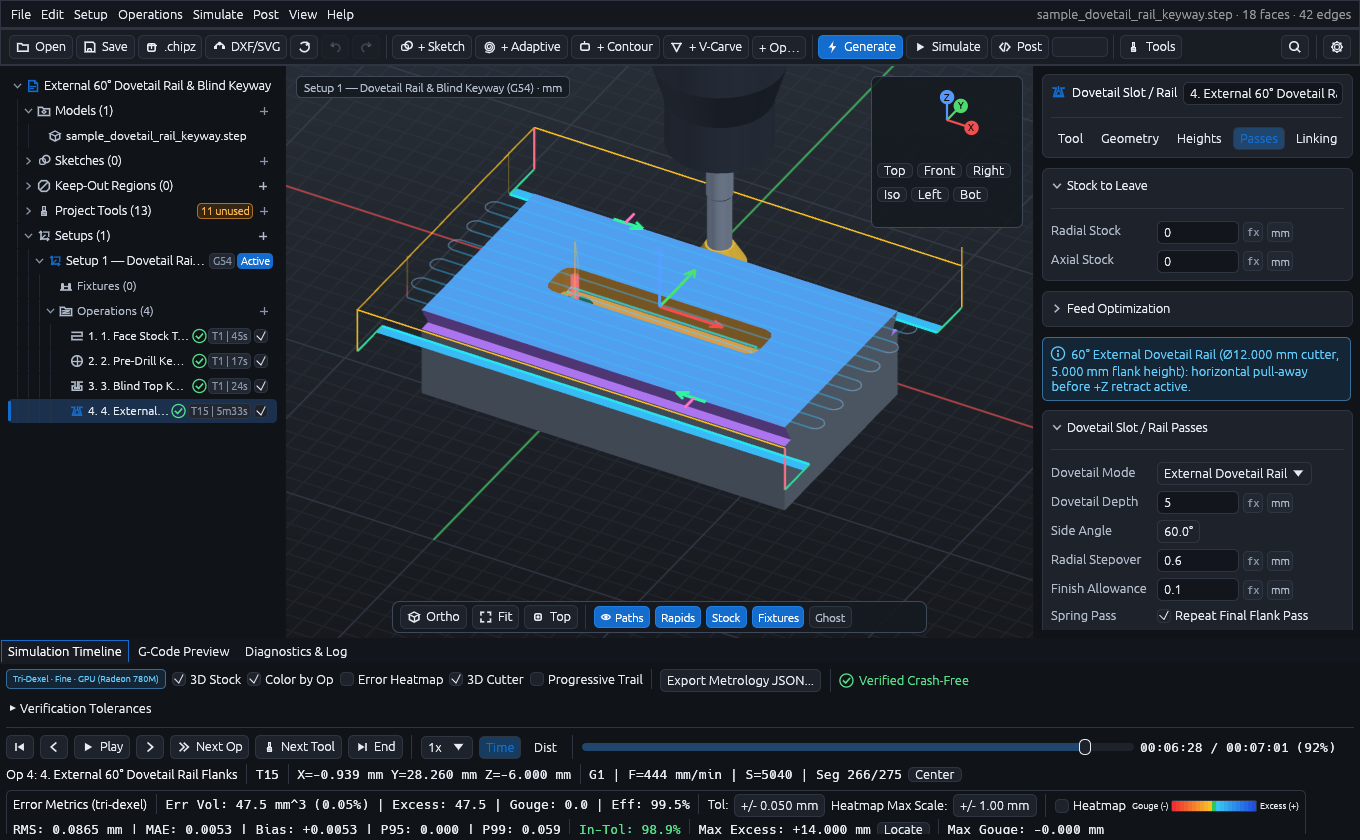 File Edit Setup Operations Simulate Post View Help
sample_dovetail_rail_keyway.step · 18 faces · 42 edges
Open Save .chipz DXF/SVG + Sketch + Adaptive + Contour + V-Carve + Op... Generate Simulate Post Tools
External 60° Dovetail Rail & Blind Keyway
Models (1) +
sample_dovetail_rail_keyway.step
Sketches (0) +
Keep-Out Regions (0) +
Project Tools (13) 11 unused +
Setups (1) +
Setup 1 — Dovetail Rai... G54 Active
Fixtures (0)
Operations (4) +
1. 1. Face Stock T... T1 | 45s
2. 2. Pre-Drill Ke... T1 | 17s
3. 3. Blind Top K... T1 | 24s
4. 4. External... T15 | 5m33s
Setup 1 — Dovetail Rail & Blind Keyway (G54) · mm
Z
Y
X
Top Front Right
Iso Left Bot
Ortho Fit Top Paths Rapids Stock Fixtures Ghost
Dovetail Slot / Rail 4. External 60° Dovetail R
Tool Geometry Heights Passes Linking
Stock to Leave
Radial Stock 0 fx mm
Axial Stock 0 fx mm
Feed Optimization
60° External Dovetail Rail (Ø12.000 mm cutter,
5.000 mm flank height): horizontal pull-away
before +Z retract active.
Dovetail Slot / Rail Passes
Dovetail Mode External Dovetail Rail
Dovetail Depth 5 fx mm
Side Angle 60.0°
Radial Stepover 0.6 fx mm
Finish Allowance 0.1 fx mm
Spring Pass Repeat Final Flank Pass
Simulation Timeline G-Code Preview Diagnostics & Log
Tri-Dexel · Fine · GPU (Radeon 780M) 3D Stock Color by Op Error Heatmap 3D Cutter Progressive Trail Export Metrology JSON... Verified Crash-Free
Verification Tolerances
Play Next Op Next Tool End 1x Time Dist 00:06:28 / 00:07:01 (92%)
Op 4: 4. External 60° Dovetail Rail Flanks T15 X=-0.939 mm Y=28.260 mm Z=-6.000 mm G1 | F=444 mm/min | S=5040 | Seg 266/275 Center
Error Metrics (tri-dexel) Err Vol: 47.5 mm^3 (0.05%) | Excess: 47.5 | Gouge: 0.0 | Eff: 99.5% Tol: +/- 0.050 mm Heatmap Max Scale: +/- 1.00 mm Heatmap Gouge (-) Excess (+)
RMS: 0.0865 mm | MAE: 0.0053 | Bias: +0.0053 | P95: 0.000 | P99: 0.059 In-Tol: 98.9% Max Excess: +14.000 mm Locate Max Gouge: -0.000 mm